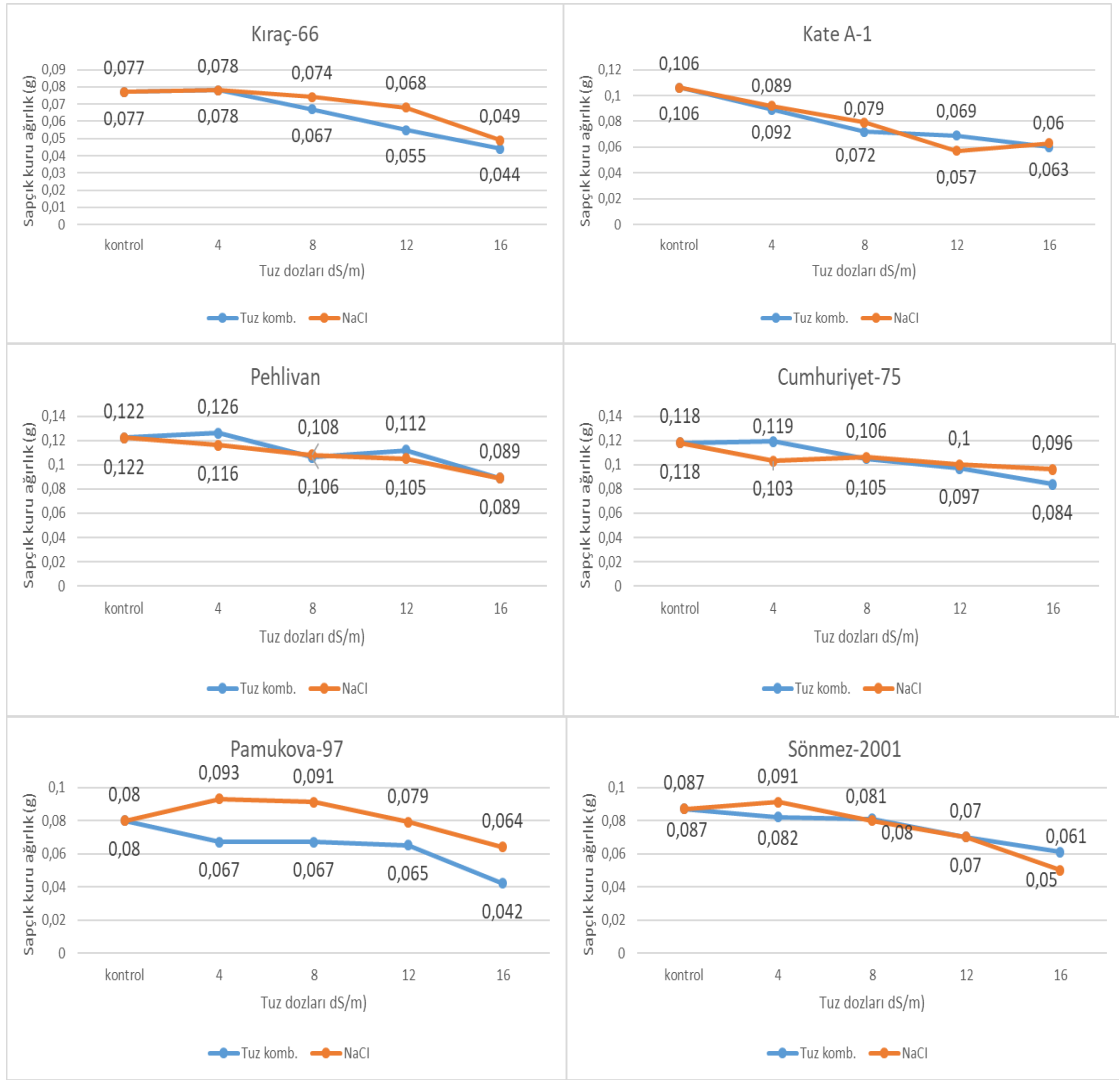 Kıraç-66
Sapçık kuru ağırlık (g)
0,09
0,08
0,07
0,06
0,05
0,04
0,03
0,02
0,01
0
0,077 0,078 0,074 0,068 0,049
0,077 0,078 0,067 0,055 0,044
kontrol 4 8 12 16
Tuz dozları dS/m)
Tuz komb. NaCI
Kate A-1
Sapçık kuru ağırlık (g)
0,12
0,1
0,08
0,06
0,04
0,02
0
0,106 0,089 0,079 0,069 0,06
0,106 0,092 0,072 0,057 0,063
kontrol 4 8 12 16
Tuz dozları dS/m)
Tuz komb. NaCI
Pehlivan
Sapçık kuru ağırlık (g)
0,14
0,12
0,1
0,08
0,06
0,04
0,02
0
0,122 0,126 0,108 0,112 0,089
0,122 0,116 0,106 0,105 0,089
kontrol 4 8 12 16
Tuz dozları dS/m)
Tuz komb. NaCI
Cumhuriyet-75
Sapçık kuru ağırlık (g)
0,14
0,12
0,1
0,08
0,06
0,04
0,02
0
0,118 0,119 0,106 0,1 0,096
0,118 0,103 0,105 0,097 0,084
kontrol 4 8 12 16
Tuz dozları dS/m)
Tuz komb. NaCI
Pamukova-97
Sapçık kuru ağırlık (g)
0,1
0,08
0,06
0,04
0,02
0
0,08 0,093 0,091 0,079 0,064
0,08 0,067 0,067 0,065 0,042
kontrol 4 8 12 16
Tuz dozları dS/m)
Tuz komb. NaCI
Sönmez-2001
Sapçık kuru ağırlık (g)
0,1
0,08
0,06
0,04
0,02
0
0,087 0,091 0,081 0,07 0,061
0,087 0,082 0,08 0,07 0,05
kontrol 4 8 12 16
Tuz dozları dS/m)
Tuz komb. NaCI